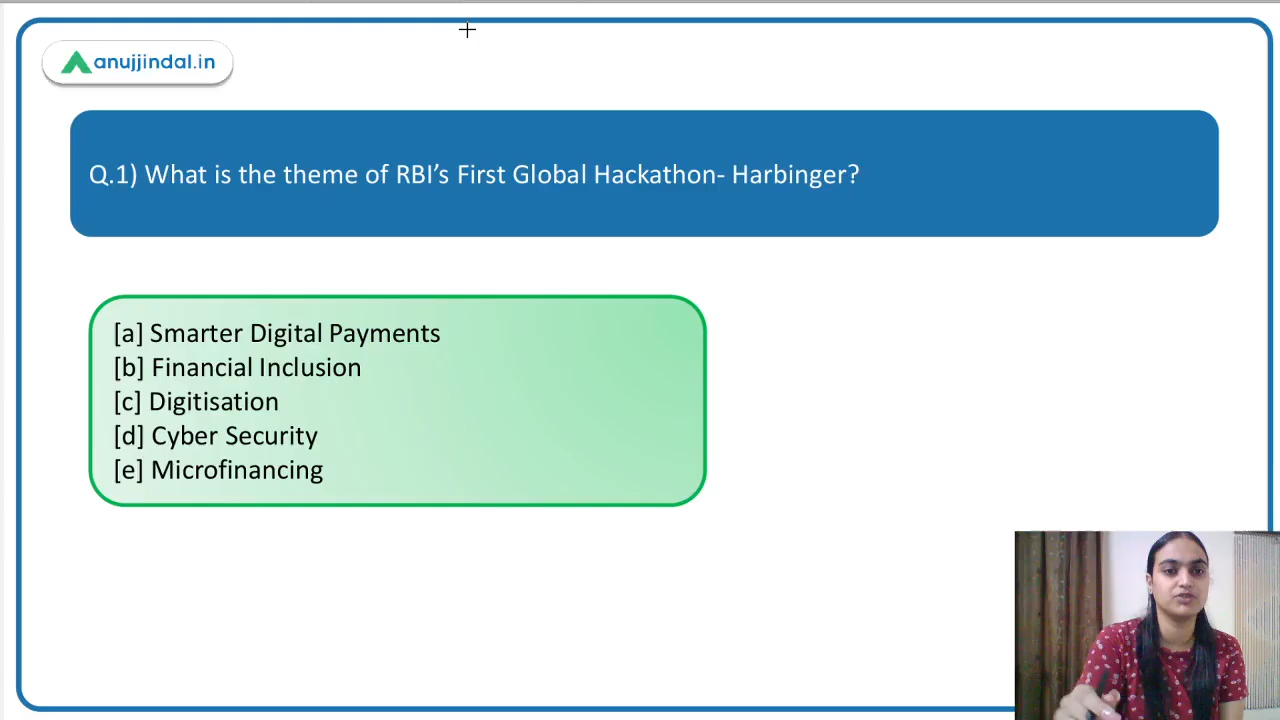 anujjindal.in
Q.1) What is the theme of RBI’s First Global Hackathon- Harbinger?
[a] Smarter Digital Payments
[b] Financial Inclusion
[c] Digitisation
[d] Cyber Security
[e] Microfinancing